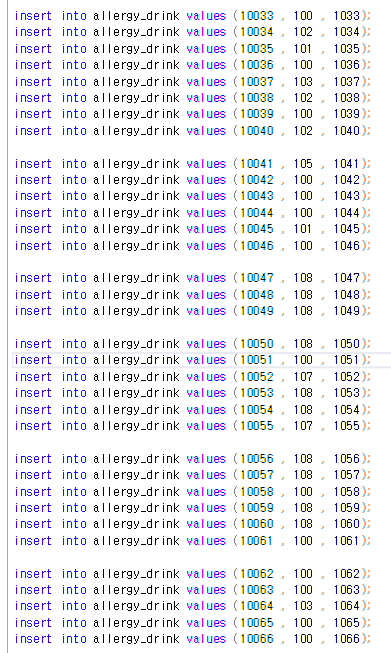 insert into allergy_drink values (10033 , 100 , 1033);
insert into allergy_drink values (10034 , 102 , 1034);
insert into allergy_drink values (10035 , 101 , 1035);
insert into allergy_drink values (10036 , 100 , 1036);
insert into allergy_drink values (10037 , 103 , 1037);
insert into allergy_drink values (10038 , 102 , 1038);
insert into allergy_drink values (10039 , 100 , 1039);
insert into allergy_drink values (10040 , 102 , 1040);
insert into allergy_drink values (10041 , 105 , 1041);
insert into allergy_drink values (10042 , 100 , 1042);
insert into allergy_drink values (10043 , 100 , 1043);
insert into allergy_drink values (10044 , 100 , 1044);
insert into allergy_drink values (10045 , 101 , 1045);
insert into allergy_drink values (10046 , 100 , 1046);
insert into allergy_drink values (10047 , 108 , 1047);
insert into allergy_drink values (10048 , 108 , 1048);
insert into allergy_drink values (10049 , 108 , 1049);
insert into allergy_drink values (10050 , 108 , 1050);
insert into allergy_drink values (10051 , 100 , 1051);
insert into allergy_drink values (10052 , 107 , 1052);
insert into allergy_drink values (10053 , 108 , 1053);
insert into allergy_drink values (10054 , 108 , 1054);
insert into allergy_drink values (10055 , 107 , 1055);
insert into allergy_drink values (10056 , 108 , 1056);
insert into allergy_drink values (10057 , 108 , 1057);
insert into allergy_drink values (10058 , 100 , 1058);
insert into allergy_drink values (10059 , 108 , 1059);
insert into allergy_drink values (10060 , 108 , 1060);
insert into allergy_drink values (10061 , 100 , 1061);
insert into allergy_drink values (10062 , 100 , 1062);
insert into allergy_drink values (10063 , 100 , 1063);
insert into allergy_drink values (10064 , 103 , 1064);
insert into allergy_drink values (10065 , 100 , 1065);
insert into allergy_drink values (10066 , 100 , 1066);